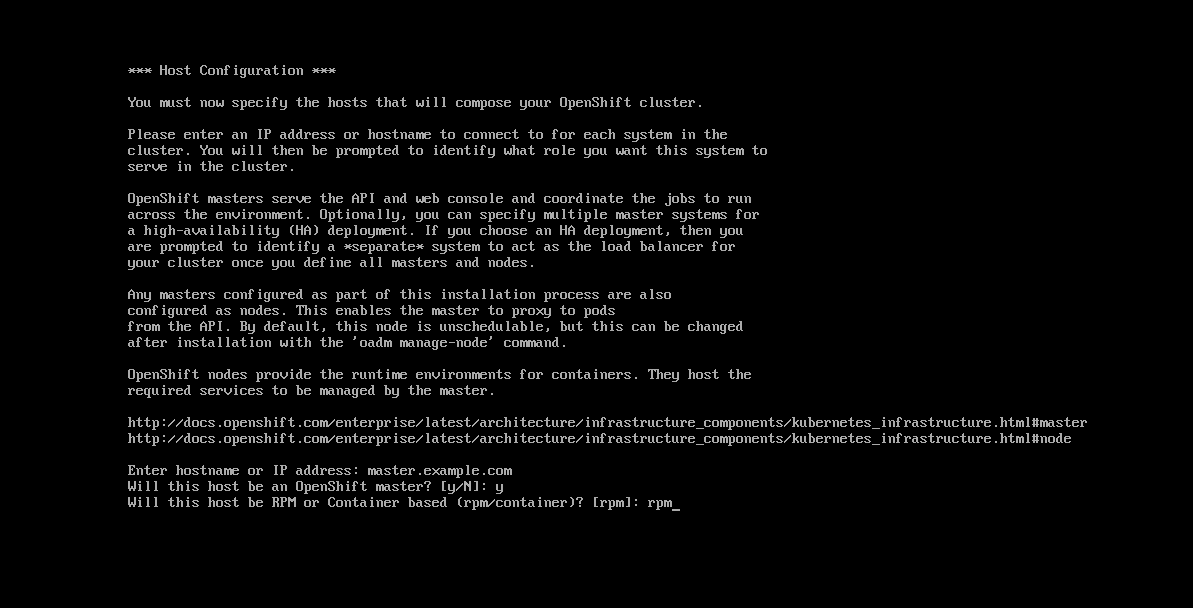 *** Host Configuration ***
You must now specify the hosts that will compose your OpenShift cluster.
Please enter an IP address or hostname to connect to for each system in the
cluster. You will then be prompted to identify what role you want this system to
serve in the cluster.
OpenShift masters serve the API and web console and coordinate the jobs to run
across the environment. Optionally, you can specify multiple master systems for
a high-availability (HA) deployment. If you choose an HA deployment, then you
are prompted to identify a *separate* system to act as the load balancer for
your cluster once you define all masters and nodes.
Any masters configured as part of this installation process are also
configured as nodes. This enables the master to proxy to pods
from the API. By default, this node is unschedulable, but this can be changed
after installation with the 'oadm manage-node' command.
OpenShift nodes provide the runtime environments for containers. They host the
required services to be managed by the master.
http://docs.openshift.com/enterprise/latest/architecture/infrastructure_components/kubernetes_infrastructure.html#master
http://docs.openshift.com/enterprise/latest/architecture/infrastructure_components/kubernetes_infrastructure.html#node
Enter hostname or IP address: master.example.com
Will this host be an OpenShift master? [y/N]: y
Will this host be RPM or Container based (rpm/container)? [rpm]: rpm_